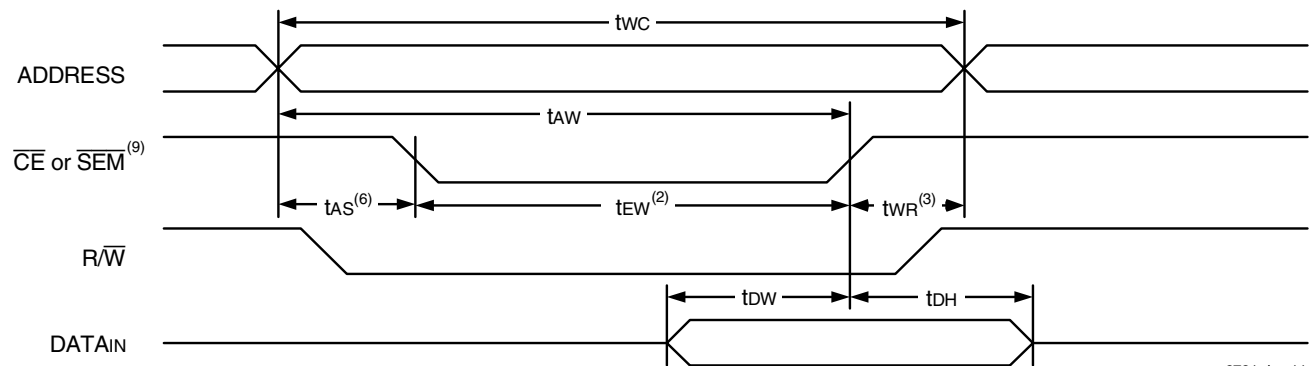 tWC
ADDRESS
tAW
CE or SEM(9)
tAS(6) tEW(2) tWR(3)
R/W
tDW tDH
DATAIN